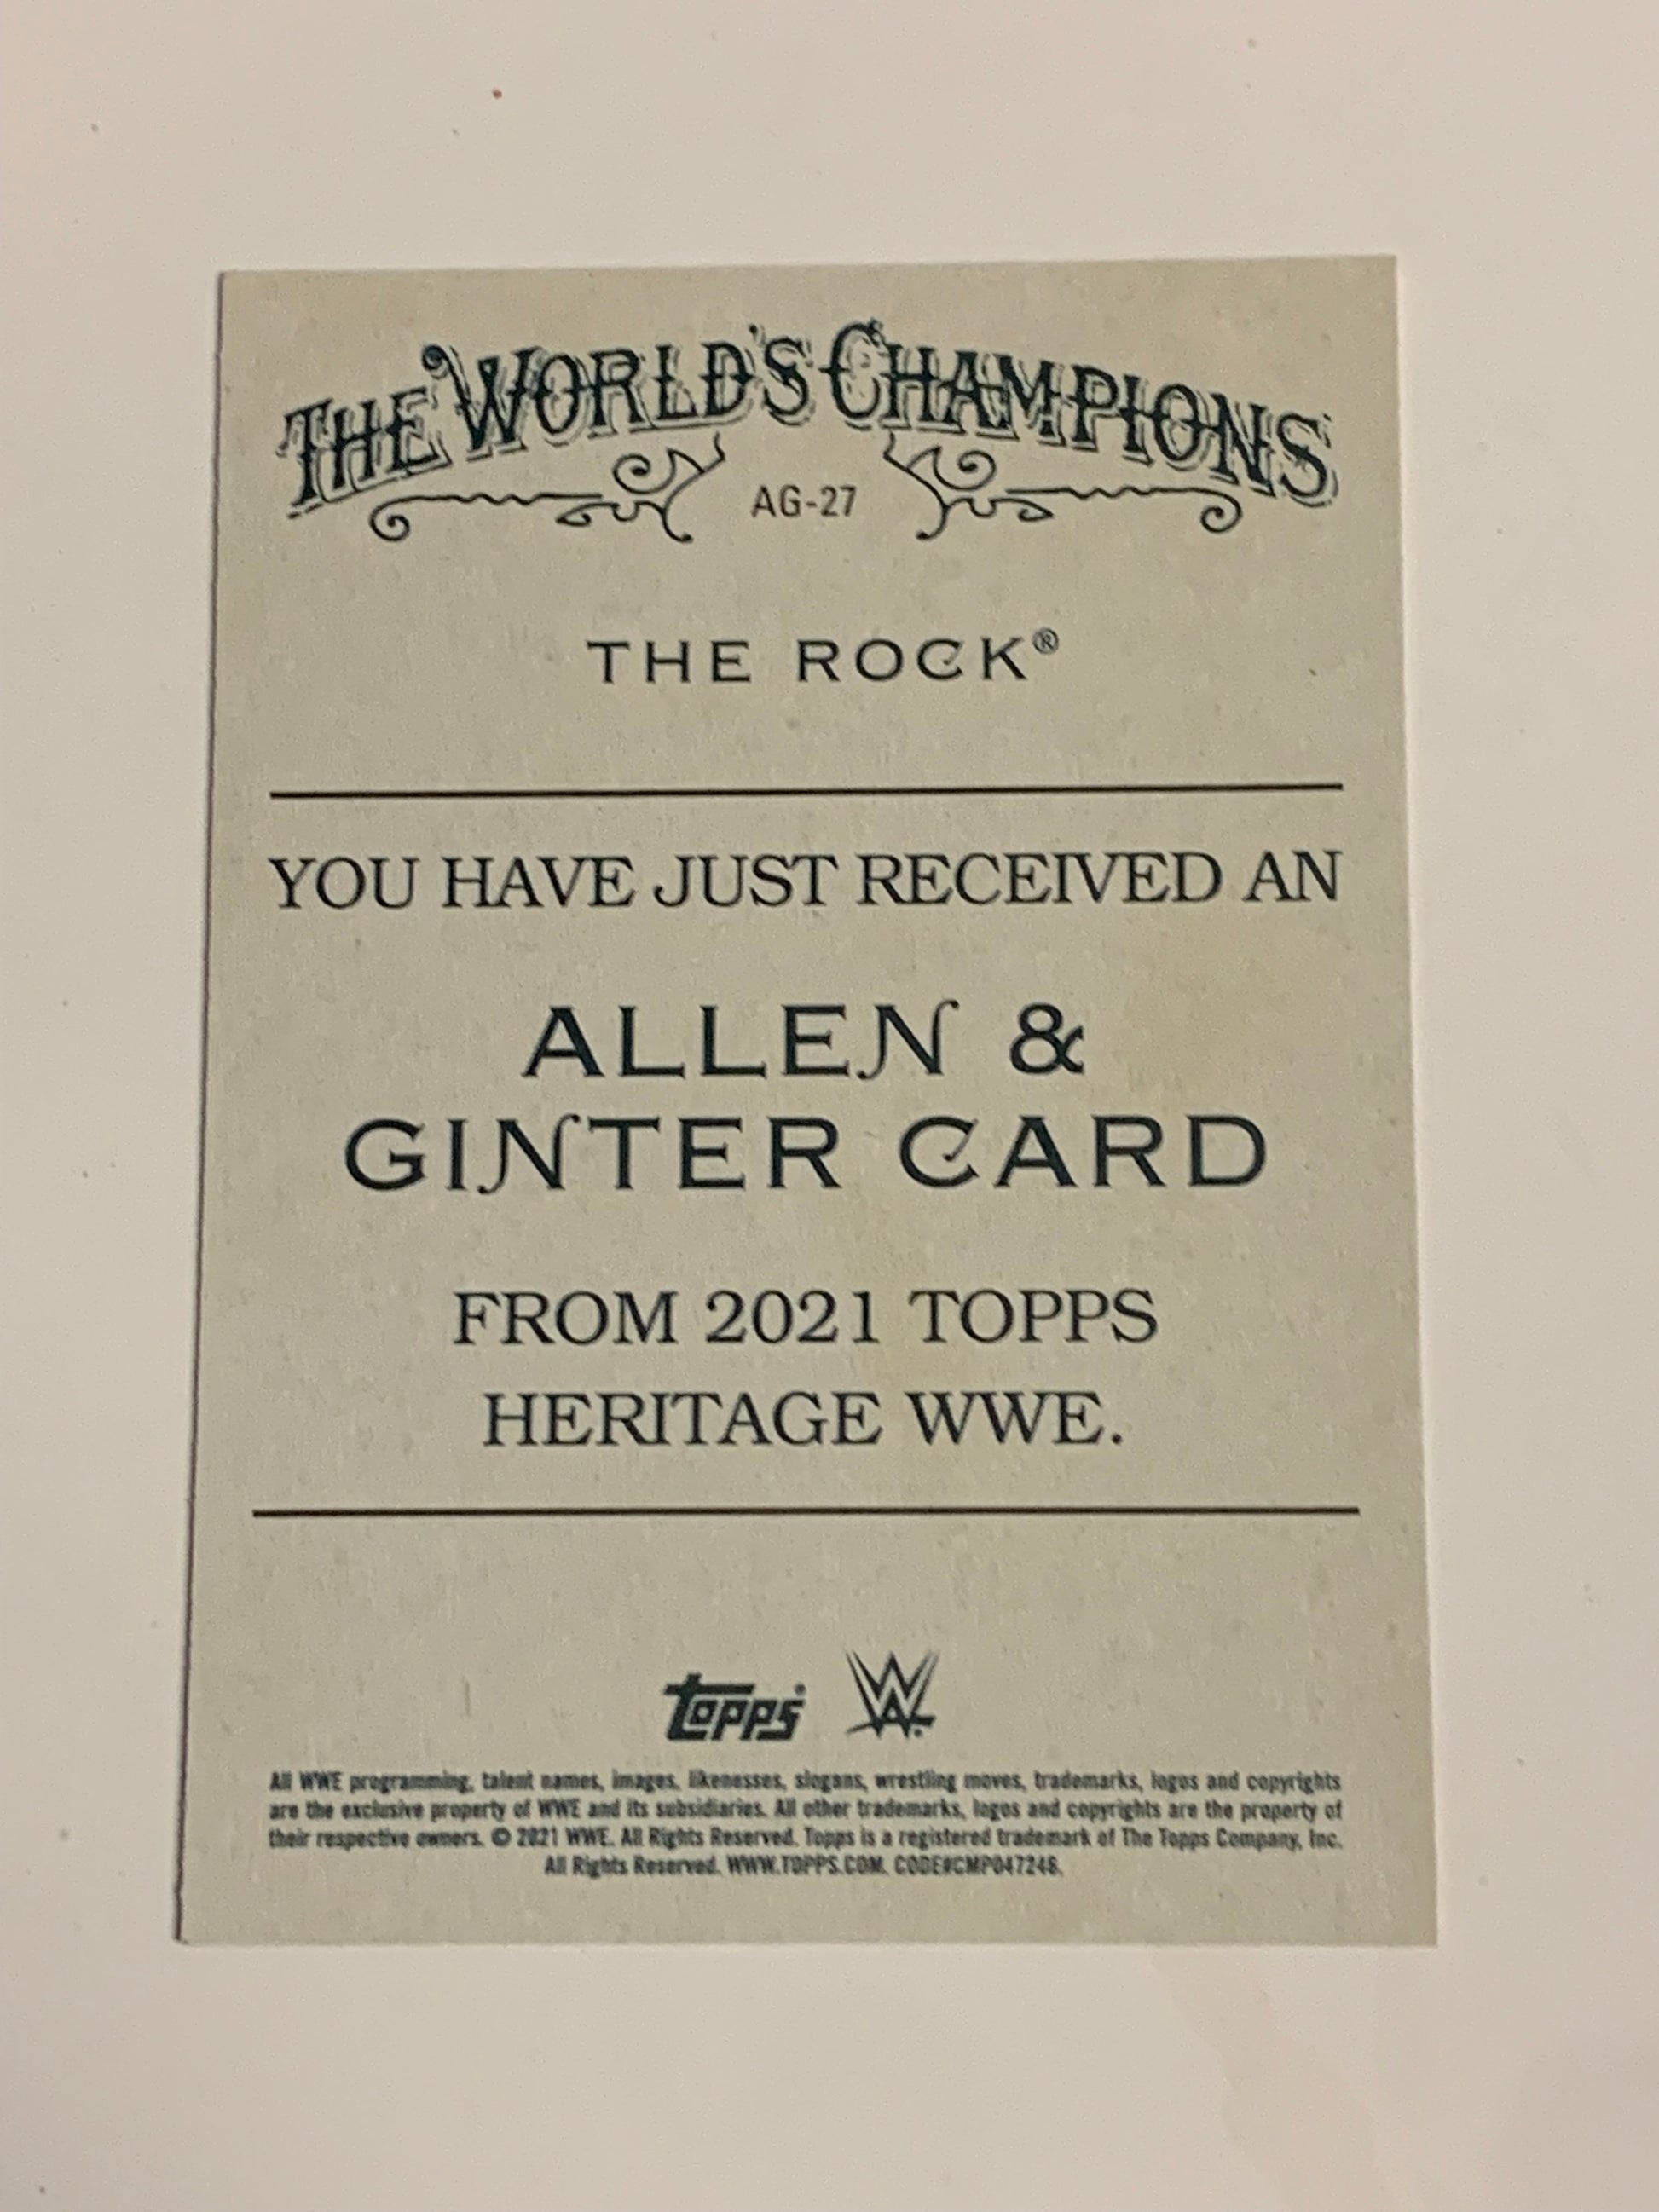 THE WORLD'S CHAMPIONS
AG-27
THE ROCK®
YOU HAVE JUST RECEIVED AN
ALLEN &
GINTER CARD
FROM 2021 TOPPS
HERITAGE WWE.
topps® W
All WWE programming, talent names, images, likenesses, slogans, wrestling moves, trademarks, logos and copyrights
are the exclusive property of WWE and its subsidiaries. All other trademarks, logos and copyrights are the property of
their respective owners. © 2021 WWE. All Rights Reserved. Topps is a registered trademark of The Topps Company, Inc.
All Rights Reserved. WWW.TOPPS.COM. CODE#CMP047248.